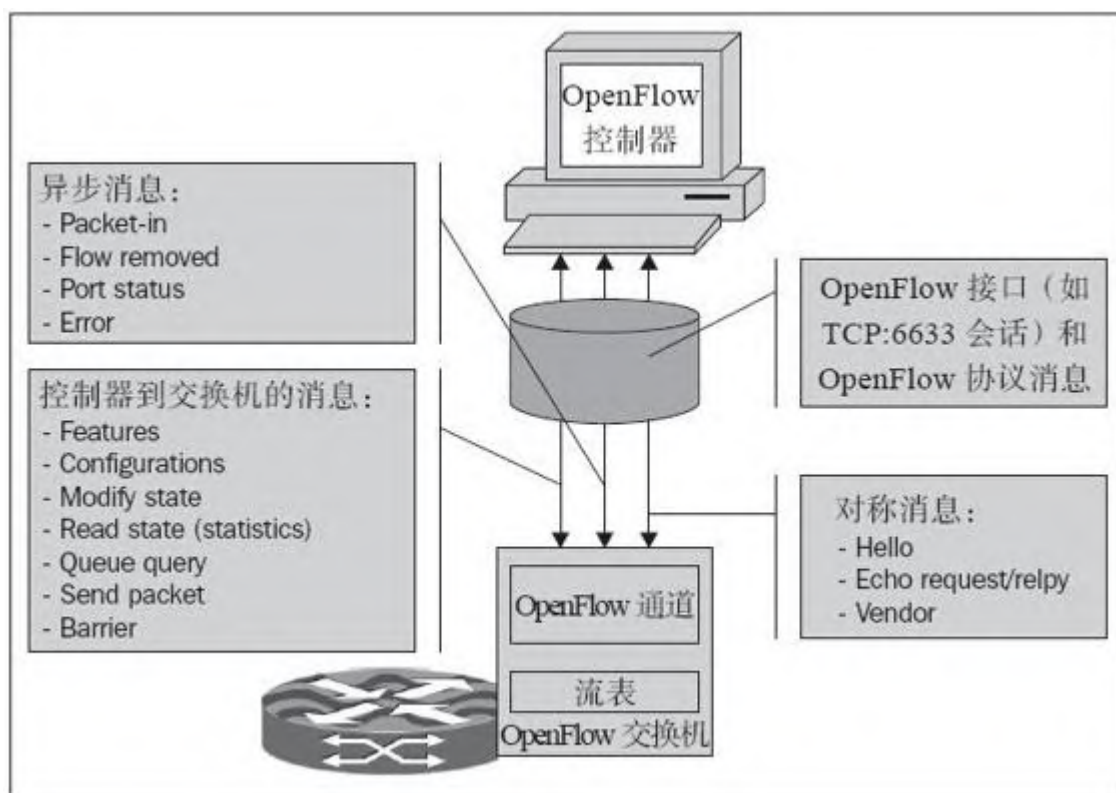 OpenFlow
控制器
异步消息：
- Packet-in
- Flow removed
- Port status
- Error
OpenFlow 接口（如
TCP:6633 会话）和
OpenFlow 协议消息
控制器到交换机的消息：
- Features
- Configurations
- Modify state
- Read state (statistics)
- Queue query
- Send packet
- Barrier
对称消息：
- Hello
- Echo request/relpy
- Vendor
OpenFlow 通道
流表
OpenFlow 交换机